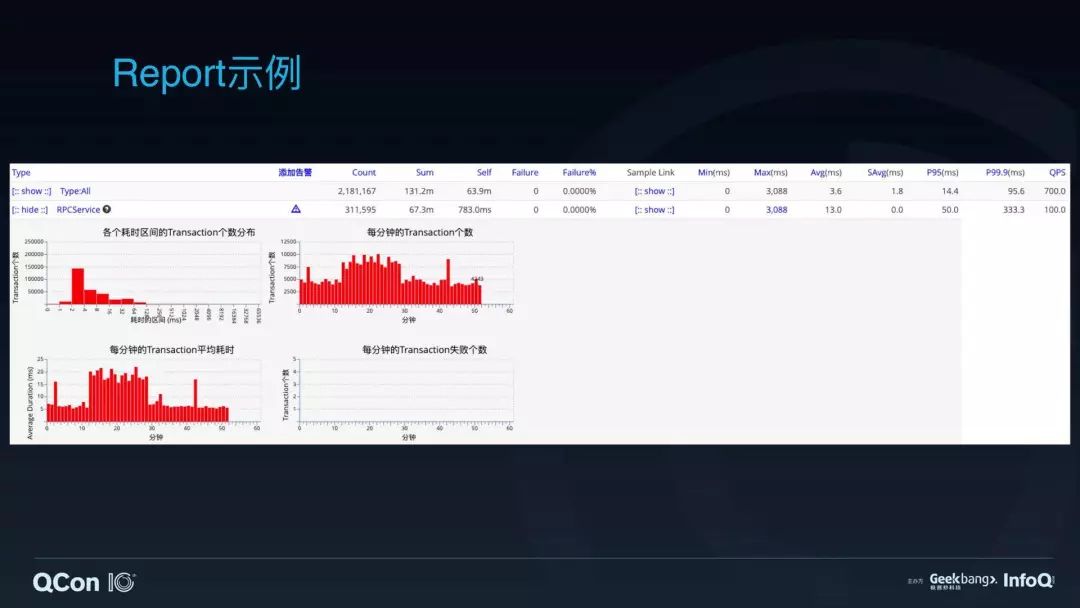 Report示例
Type 添加告警 Count Sum Self Failure Failure% Sample Link Min(ms) Max(ms) Avg(ms) SAvg(ms) P95(ms) P99.9(ms) QPS
[:: show ::] Type:All 2,181,167 131.2m 63.9m 0 0.0000% [:: show ::] 0 3,088 3.6 1.8 14.4 95.6 700.0
[:: hide ::] RPCService 311,595 67.3m 783.0ms 0 0.0000% [:: show ::] 0 3,088 13.0 0.0 50.0 333.3 100.0
各个耗时区间的Transaction个数分布
Transaction个数
250000
200000
150000
100000
50000
0 1 2 4 8 16 32 64 128 256 512 1024 2048 4096 8192 16384 32768 65536
耗时的区间 (ms)
每分钟的Transaction个数
Transaction个数
12500
10000
7500
5000
2500
4243
0 10 20 30 40 50 60
分钟
每分钟的Transaction平均耗时
Average Duration (ms)
25
20
15
10
5
0 10 20 30 40 50 60
分钟
每分钟的Transaction失败个数
Transaction个数
5
4
3
2
1
0 10 20 30 40 50 60
分钟
QCon 10
主办方 Geekbang 极客邦科技 InfoQ